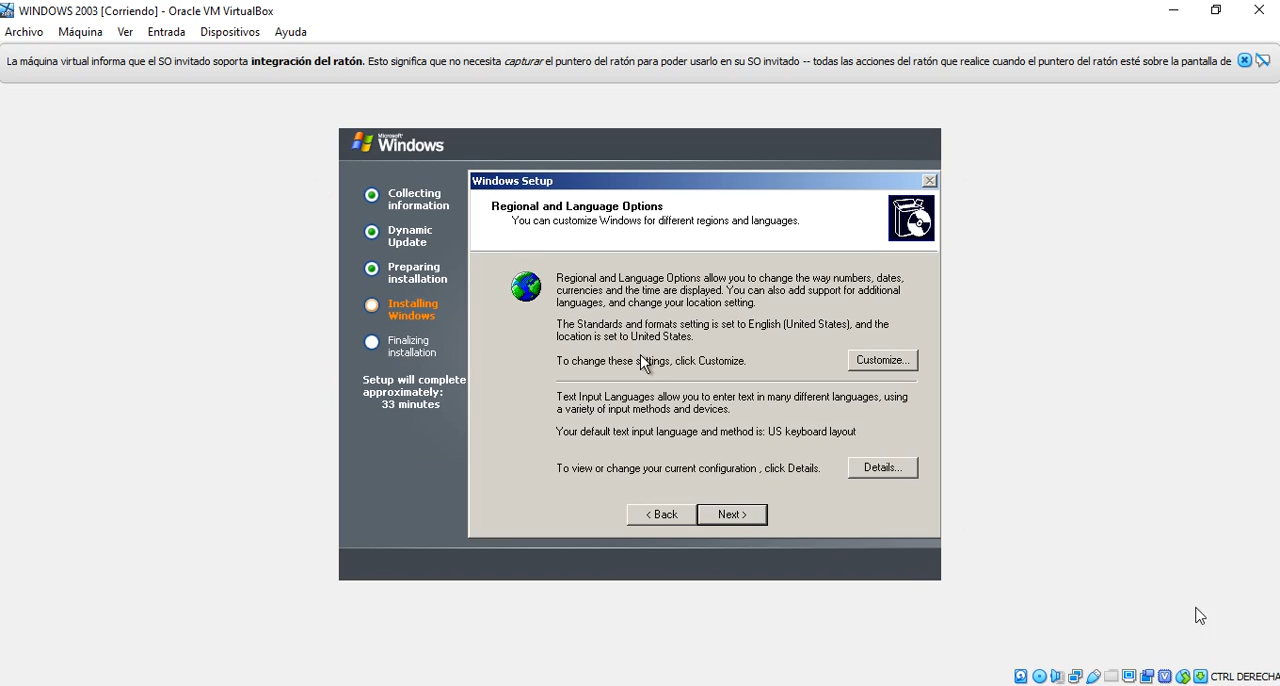 WINDOWS 2003 [Corriendo] - Oracle VM VirtualBox
Archivo Máquina Ver Entrada Dispositivos Ayuda
La máquina virtual informa que el SO invitado soporta integración del ratón. Esto significa que no necesita capturar el puntero del ratón para poder usarlo en su SO invitado -- todas las acciones del ratón que realice cuando el puntero del ratón esté sobre la pantalla de
Microsoft
Windows
Collecting
information
Dynamic
Update
Preparing
installation
Installing
Windows
Finalizing
installation
Setup will complete
approximately:
33 minutes
Windows Setup
Regional and Language Options
You can customize Windows for different regions and languages.
Regional and Language Options allow you to change the way numbers, dates,
currencies and the time are displayed. You can also add support for additional
languages, and change your location setting.
The Standards and formats setting is set to English (United States), and the
location is set to United States.
To change these settings, click Customize.
Customize...
Text Input Languages allow you to enter text in many different languages, using
a variety of input methods and devices.
Your default text input language and method is: US keyboard layout
To view or change your current configuration , click Details.
Details...
< Back
Next >
CTRL DERECHA